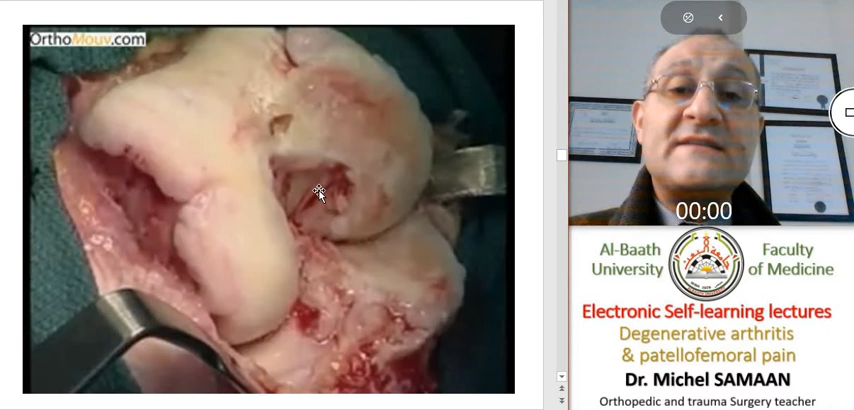 OrthoMouv.com
00:00
Al-Baath University
Faculty of Medicine
Electronic Self-learning lectures
Degenerative arthritis
& patellofemoral pain
Dr. Michel SAMAAN
Orthopedic and trauma Surgery teacher